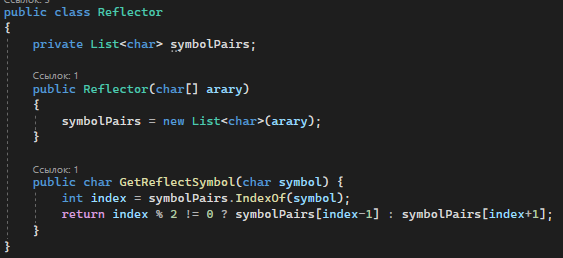 Ссылок: 3
public class Reflector
{
private List<char> symbolPairs;
Ссылок: 1
public Reflector(char[] arary)
{
symbolPairs = new List<char>(arary);
}
Ссылок: 1
public char GetReflectSymbol(char symbol) {
int index = symbolPairs.IndexOf(symbol);
return index % 2 != 0 ? symbolPairs[index-1] : symbolPairs[index+1];
}
}